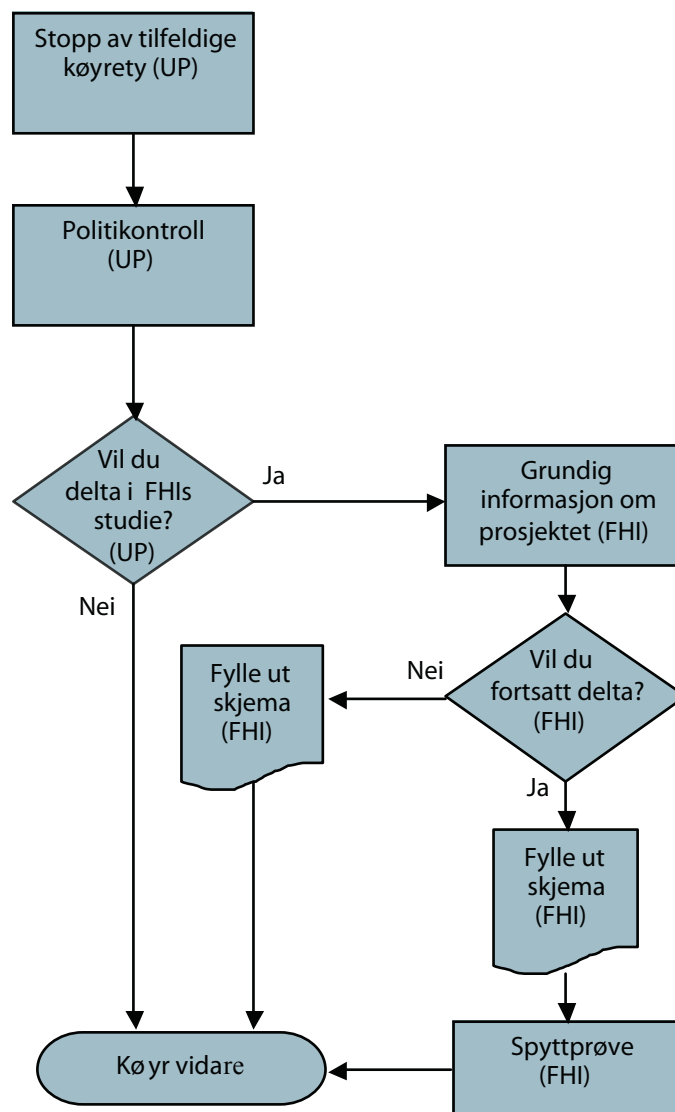 Stopp av tilfeldige
køyrety (UP)
Politikontroll
(UP)
Vil du
delta i FHIs
studie?
(UP)
Ja
Grundig
informasjon om
prosjektet (FHI)
Nei
Vil du
fortsatt delta?
(FHI)
Nei
Fylle ut
skjema
(FHI)
Ja
Fylle ut
skjema
(FHI)
Spyttprøve
(FHI)
Køyr vidare